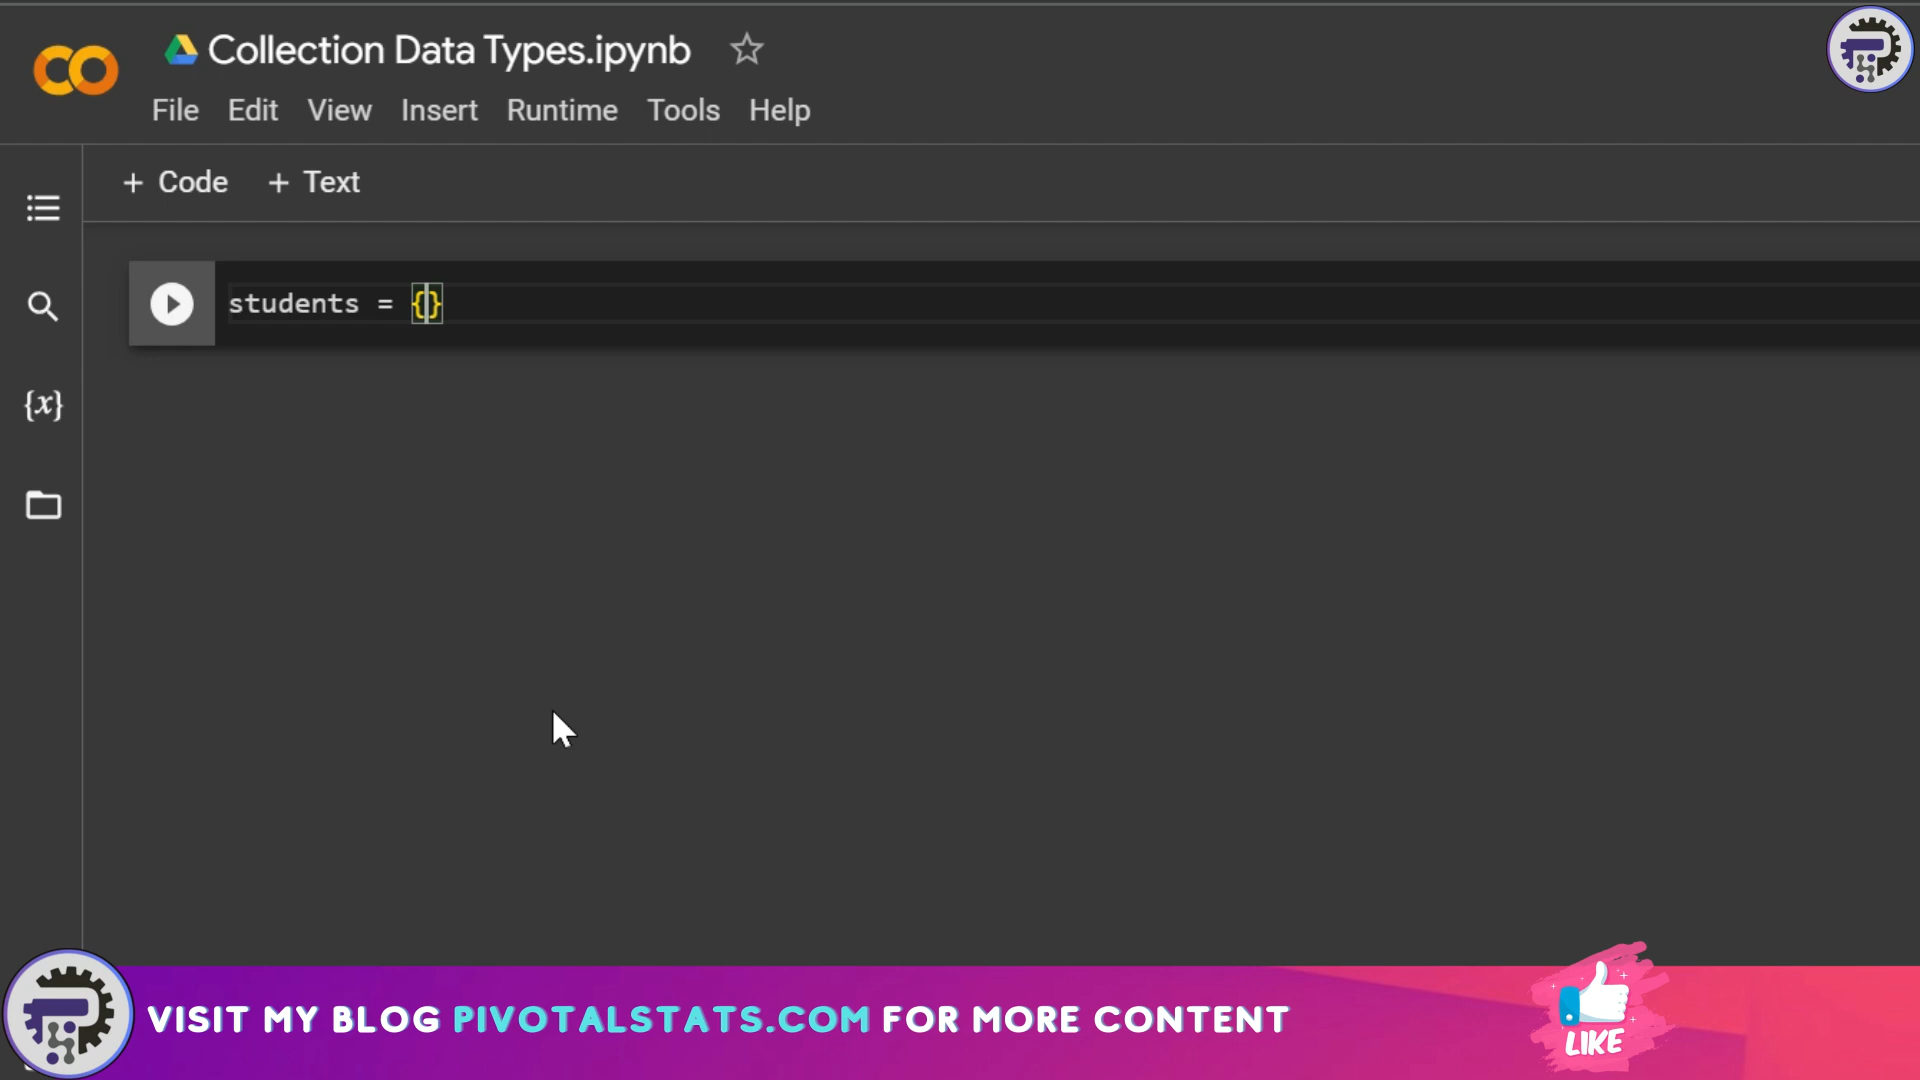 Collection Data Types.ipynb
File Edit View Insert Runtime Tools Help
+ Code + Text
students = {}
{x}
VISIT MY BLOG PIVOTALSTATS.COM FOR MORE CONTENT
LIKE